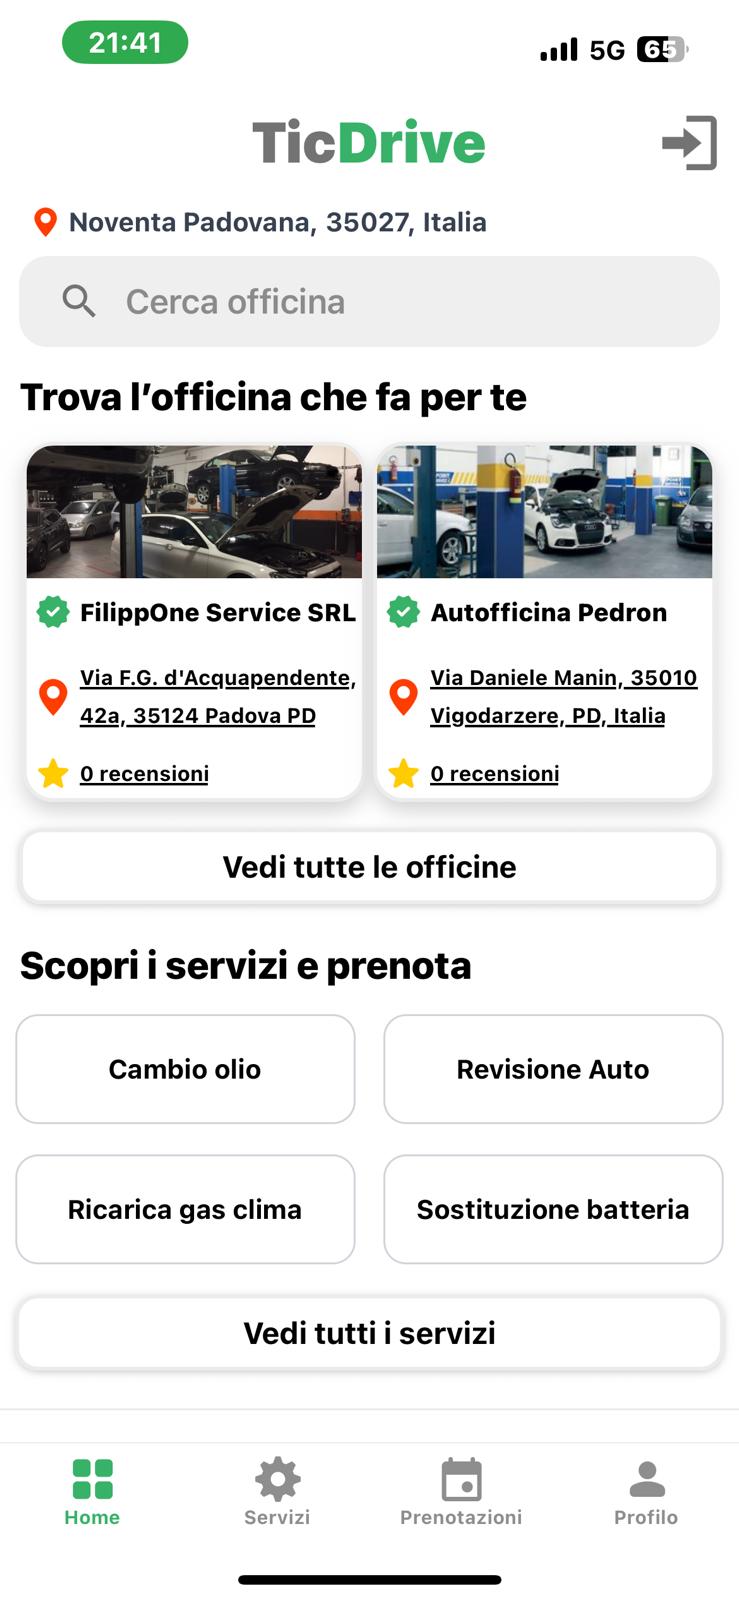 21:41
5G 65
TicDrive
Noventa Padovana, 35027, Italia
Cerca officina
Trova l’officina che fa per te
FilippOne Service SRL
Via F.G. d'Acquapendente,
42a, 35124 Padova PD
0 recensioni
Autofficina Pedron
Via Daniele Manin, 35010
Vigodarzere, PD, Italia
0 recensioni
Vedi tutte le officine
Scopri i servizi e prenota
Cambio olio
Revisione Auto
Ricarica gas clima
Sostituzione batteria
Vedi tutti i servizi
Home
Servizi
Prenotazioni
Profilo